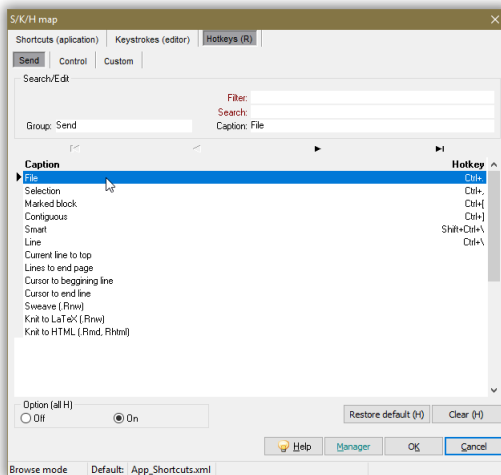 S/K/H map
Shortcuts (aplication) Keystrokes (editor) Hotkeys (R)
Send Control Custom
Search/Edit
Filter:
Search:
Group: Send Caption: File
Caption Hotkey
File Ctrl+.
Selection Ctrl+,
Marked block Ctrl+[
Contiguous Ctrl+]
Smart Shift+Ctrl+\
Line Ctrl+\
Current line to top
Lines to end page
Cursor to beggining line
Cursor to end line
Sweave (.Rnw)
Knit to LaTeX (.Rnw)
Knit to HTML (.Rmd, Rhtml)
Option (all H)
Off On
Restore default (H) Clear (H)
Help Manager OK Cancel
Browse mode Default: App_Shortcuts.xml